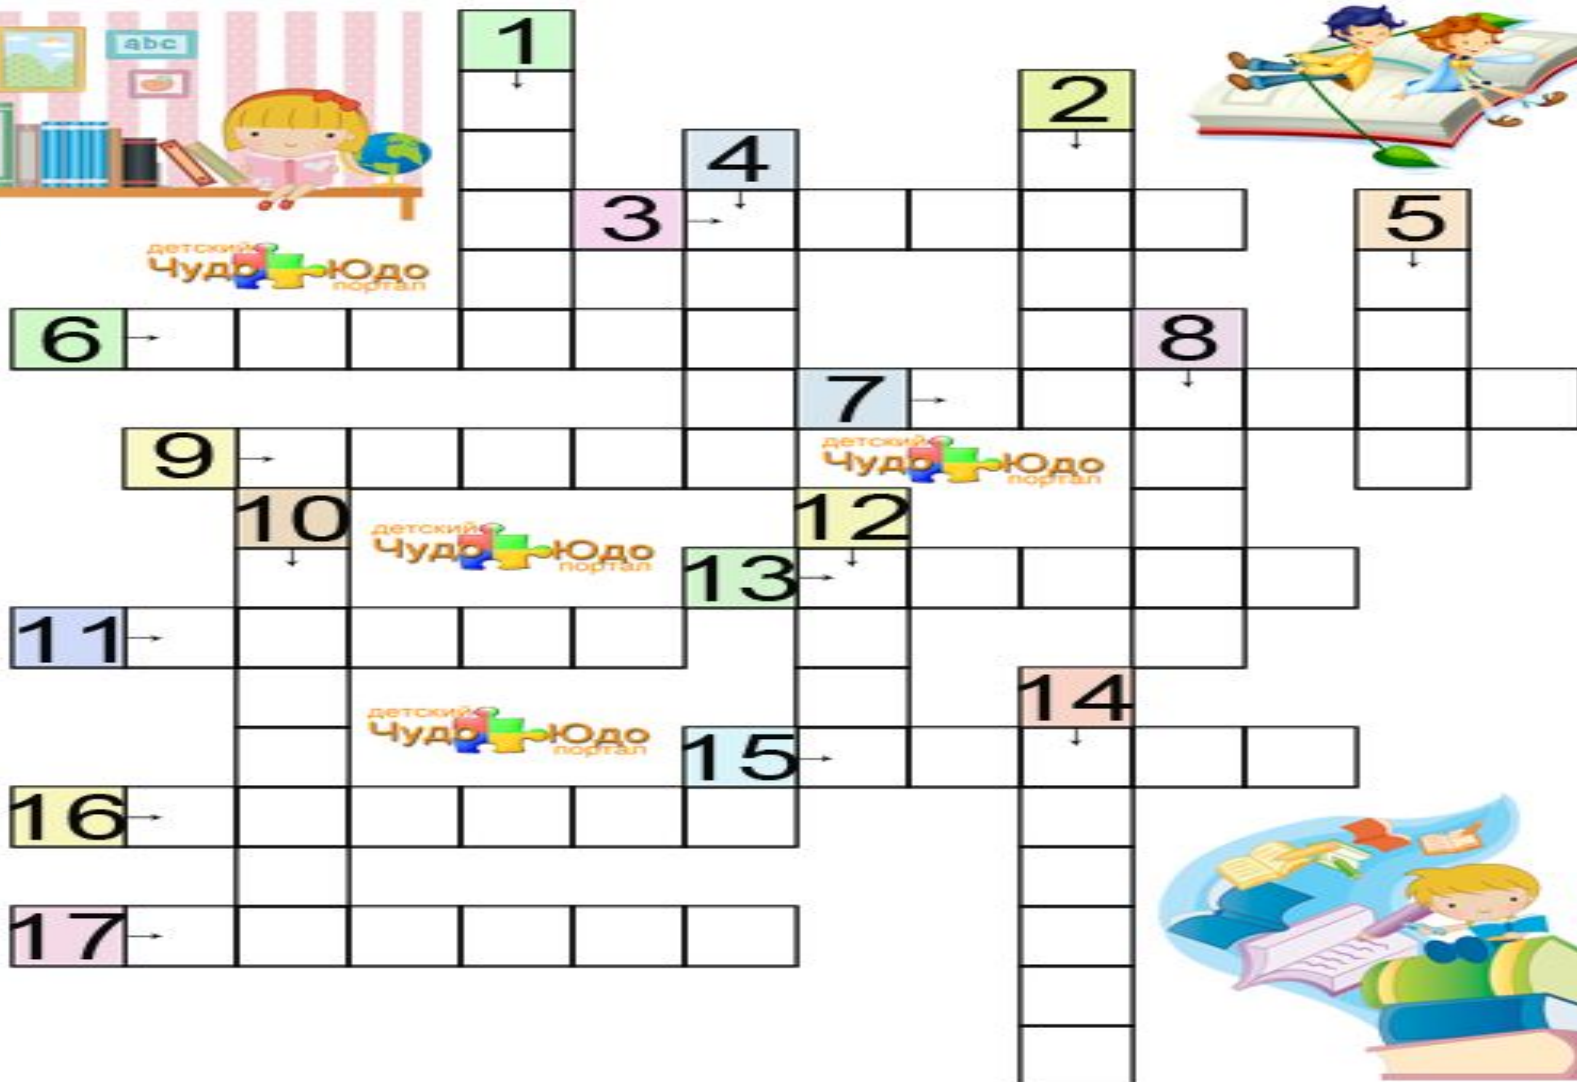 1
abc
2
4
3
5
детский
Чудо Юдо
портал
6
8
7
9
детский
Чудо Юдо
портал
10
12
детский
Чудо Юдо
портал
13
11
14
детский
Чудо Юдо
портал
15
16
17